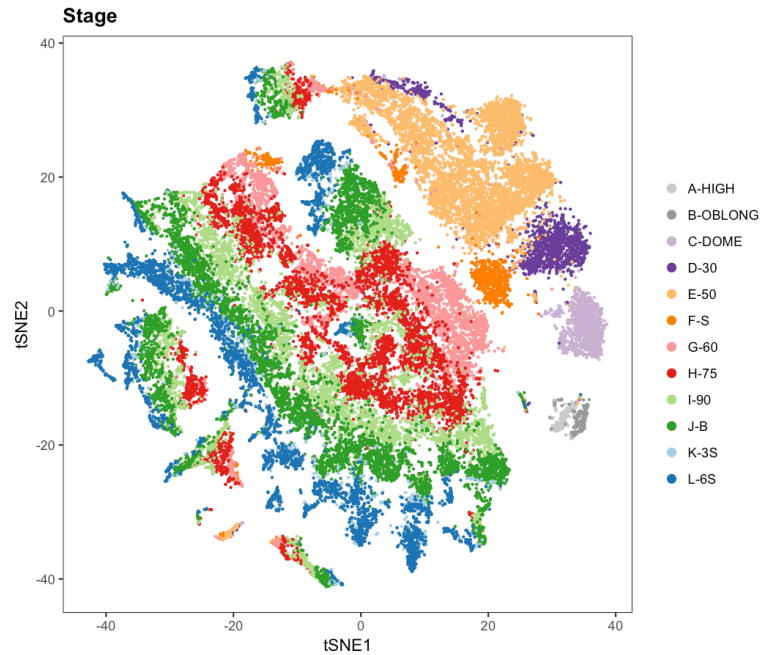 Stage
40
20
0
-20
-40
tSNE2
-40
-20
0
20
40
tSNE1
A-HIGH
B-OBLONG
C-DOME
D-30
E-50
F-S
G-60
H-75
I-90
J-B
K-3S
L-6S